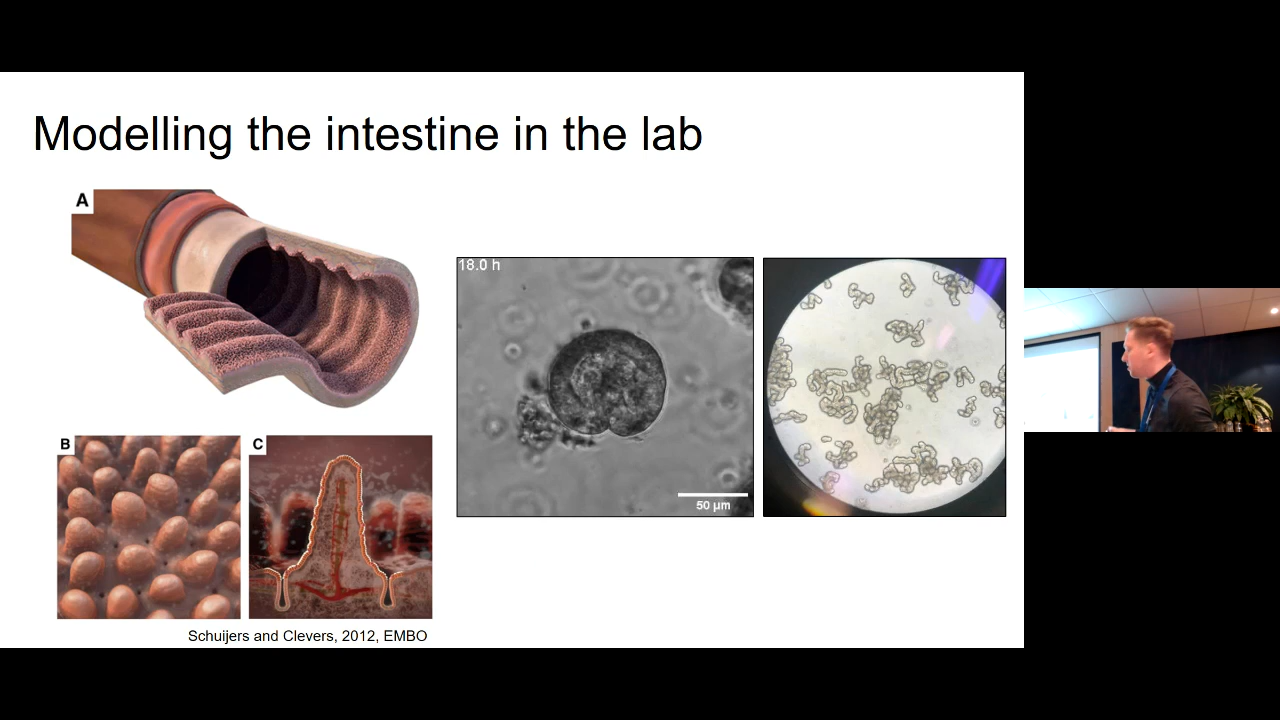 Modelling the intestine in the lab
A
18.0 h
50 µm
B
C
Schuijers and Clevers, 2012, EMBO